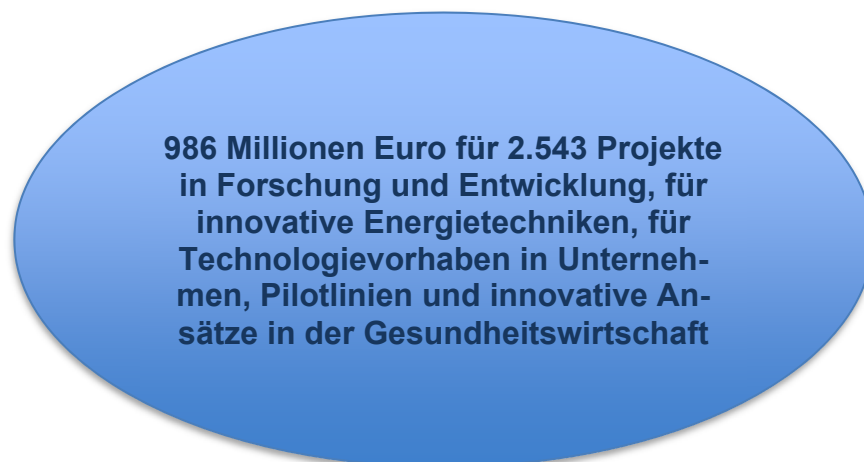 986 Millionen Euro für 2.543 Projekte
in Forschung und Entwicklung, für
innovative Energietechniken, für
Technologievorhaben in Unterneh-
men, Pilotlinien und innovative An-
sätze in der Gesundheitswirtschaft